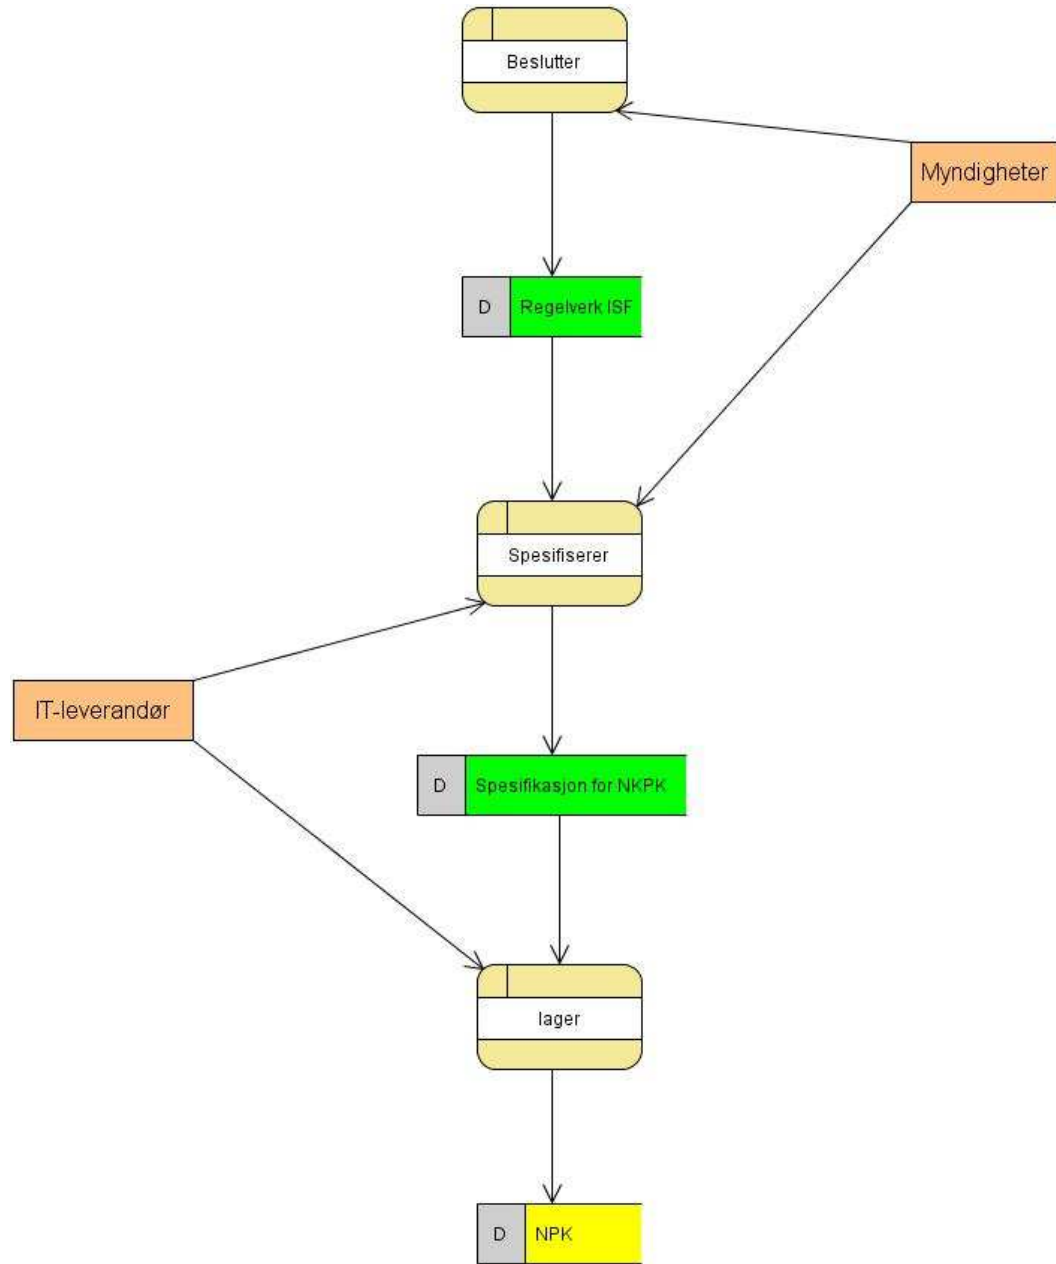 Beslutter
Myndigheter
D Regelverk ISF
Spesifiserer
IT-leverandør
D Spesifikasjon for NKPK
lager
D NPK